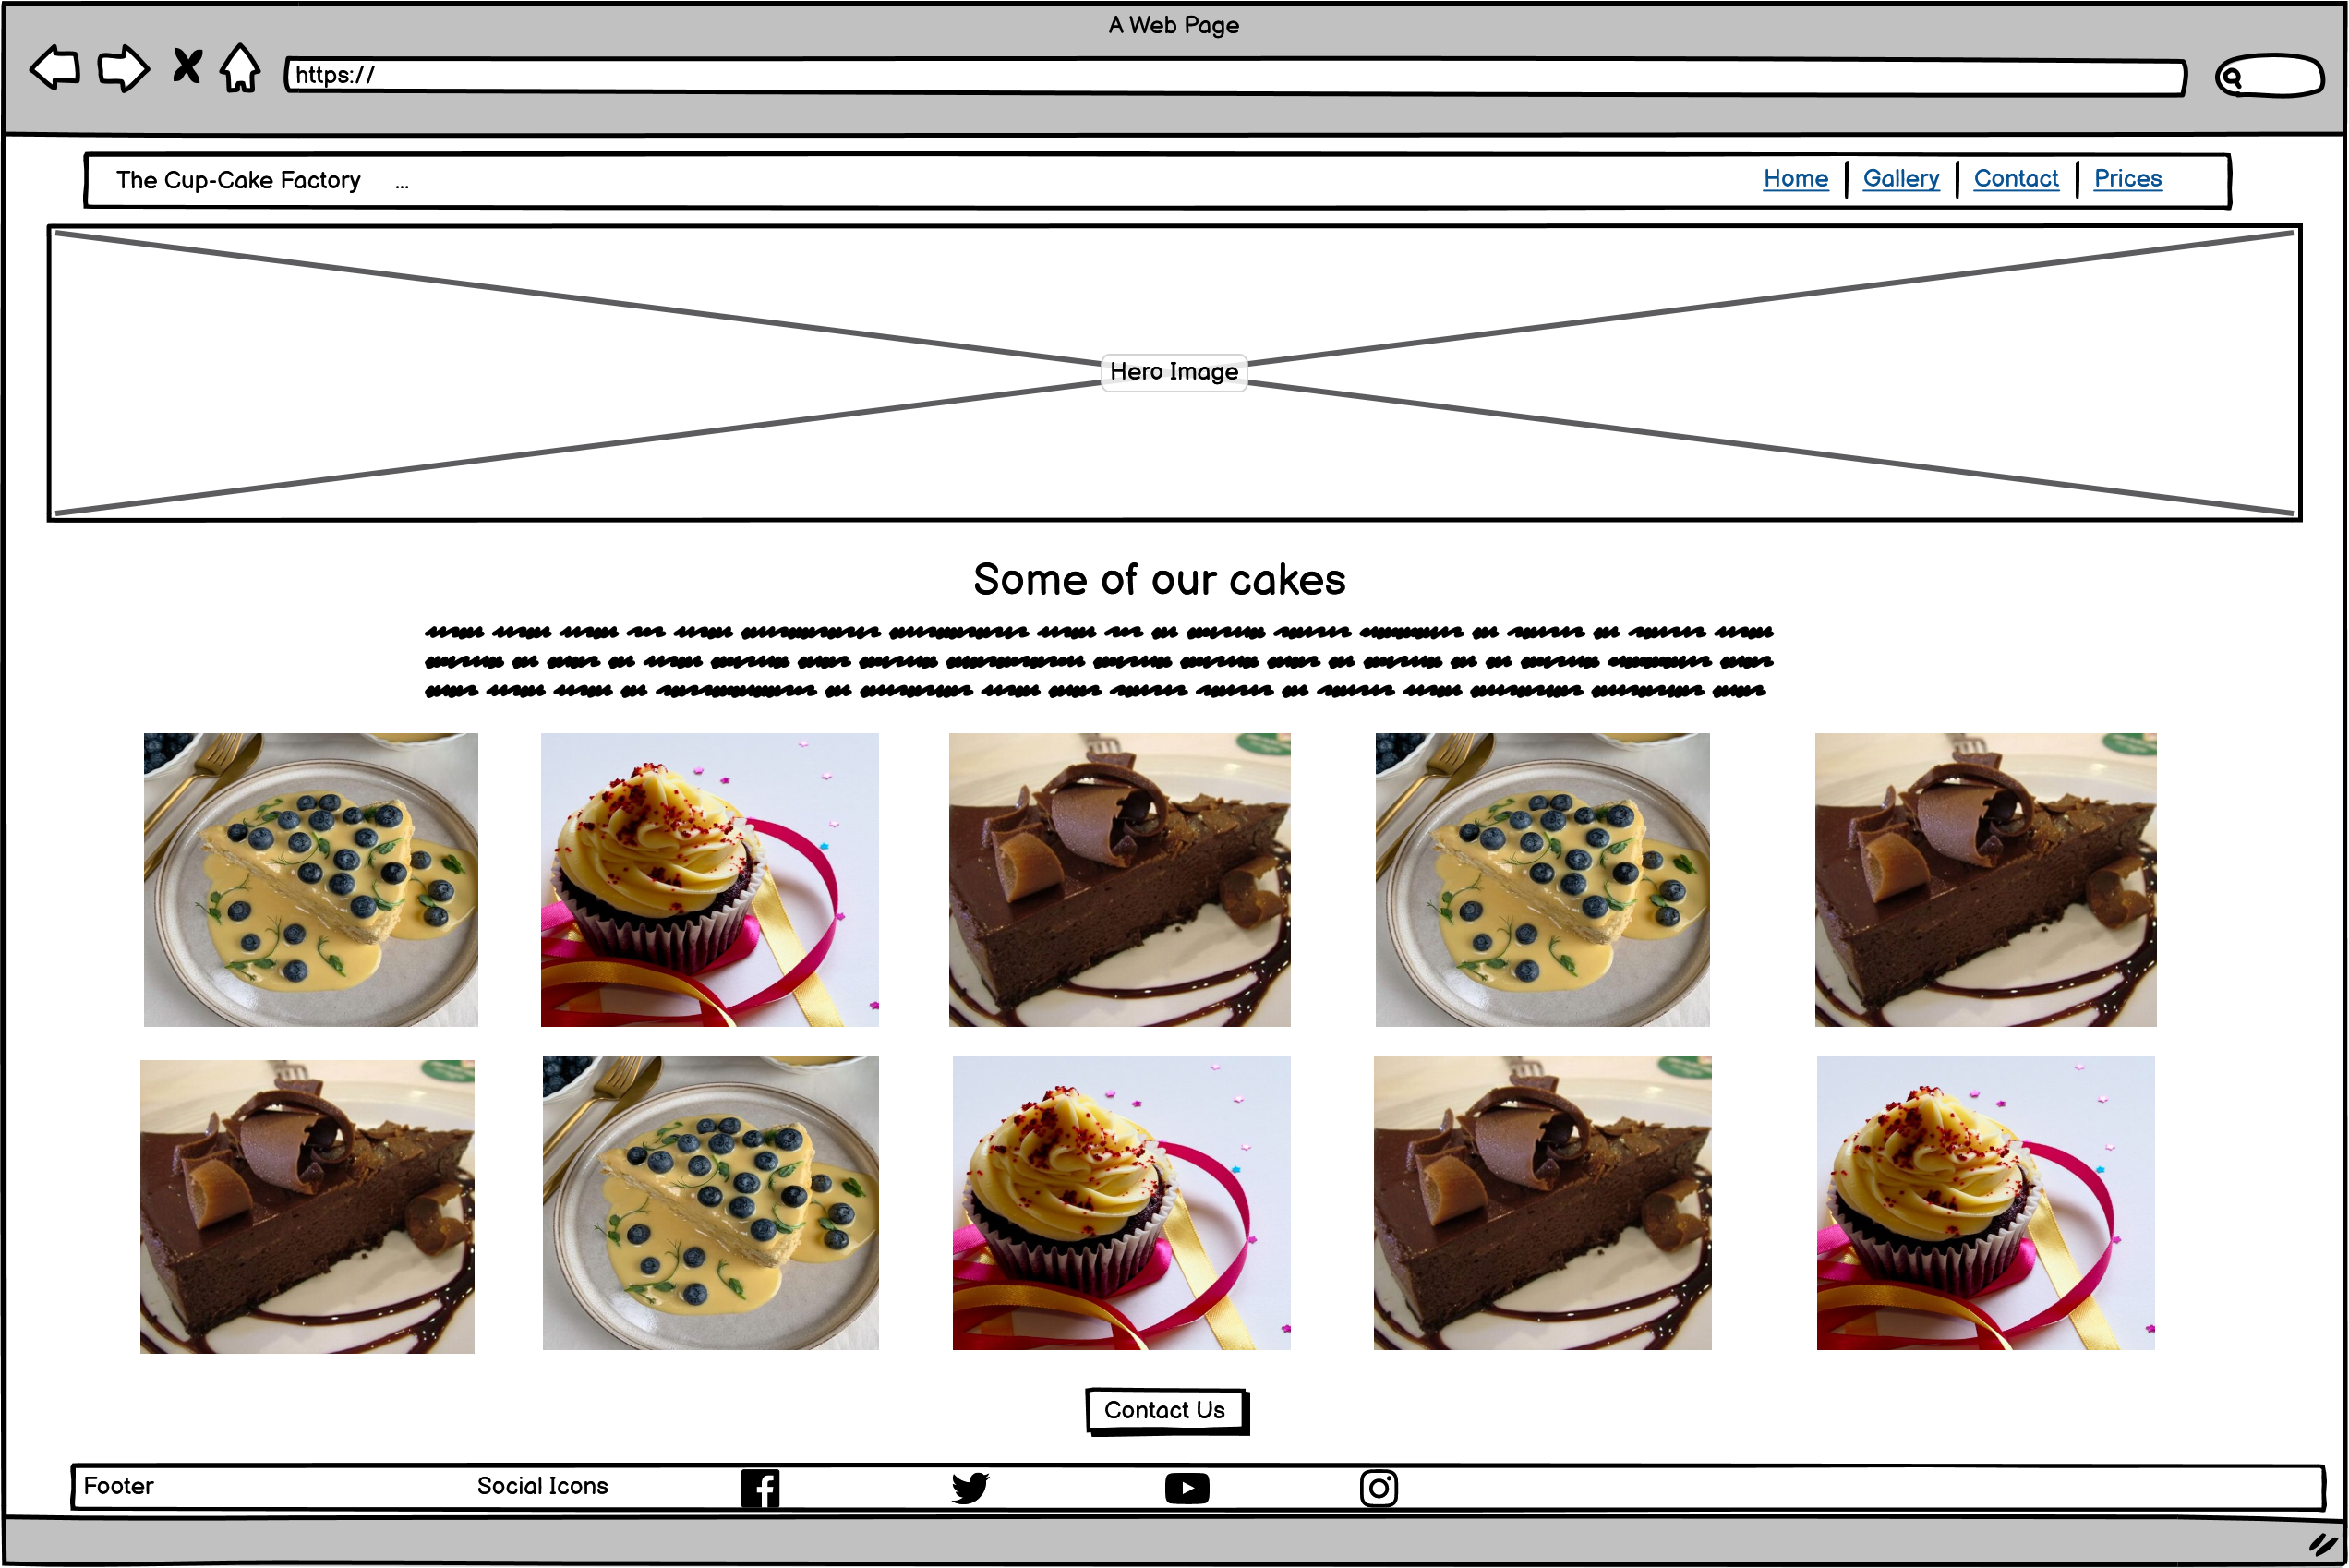 A Web Page
https://
The Cup-Cake Factory ... Home Gallery Contact Prices
Hero Image
Some of our cakes
Contact Us
Footer Social Icons